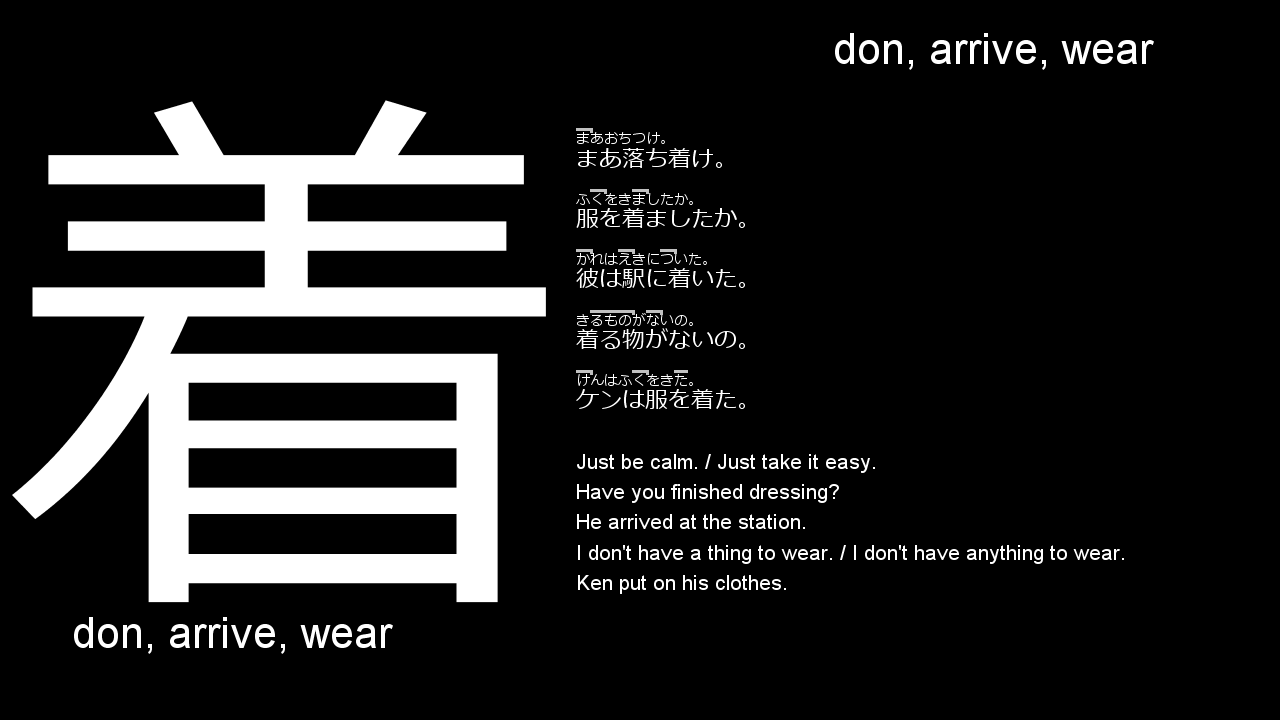 don, arrive, wear
着
まあおちつけ。
まあ落ち着け。
ふくをきましたか。
服を着ましたか。
かれはえきについた。
彼は駅に着いた。
きるものがないの。
着る物がないの。
けんはふくをきた。
ケンは服を着た。
Just be calm. / Just take it easy.
Have you finished dressing?
He arrived at the station.
I don't have a thing to wear. / I don't have anything to wear.
Ken put on his clothes.
don, arrive, wear